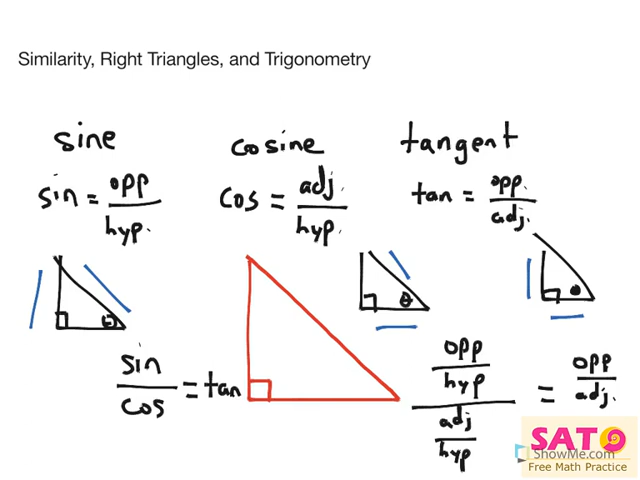 Similarity, Right Triangles, and Trigonometry
sine
cosine
tangent
sin = opp / hyp.
cos = adj. / hyp.
tan = opp. / adj.
θ
θ
θ
sin / cos = tan
opp / hyp / adj / hyp = opp / adj.
SAT
ShowMe.com
Free Math Practice